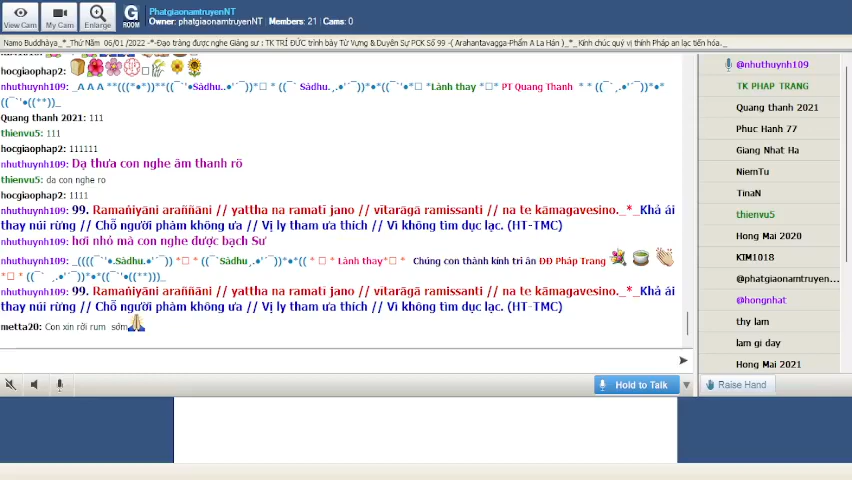 PhatgiaonamtruyenNT
Owner: phatgiaonamtruyenNT Members: 21 | Cams: 0
View Cam My Cam Enlarge ROOM
Namo Buddhàya_*_Thứ Năm 06/01 /2022 -*-Đạo tràng được nghe Giảng sư : TK TRÍ ĐỨC trình bày Từ Vựng & Duyên Sự PCK Số 99 -( Arahantavagga-Phẩm A La Hán )_*_Kính chúc quý vị thính Pháp an lạc tiến hóa._
hocgiaophap2:
nhuthuynh109: _A A A **(((*•*))**((¯`'•Sādhu..•'´¯))*□ * ((¯` Sādhu,.•'´¯))*•*((¯`'•*□ *Lành thay *□* PT Quang Thanh * * ((¯`,.•'´¯))*•*
((¯`'•((**))_
Quang thanh 2021: 111
thienvu5: 111
hocgiaophap2: 111111
nhuthuynh109: Dạ thưa con nghe âm thanh rõ
thienvu5: da con nghe ro
hocgiaophap2: 1111
nhuthuynh109: 99. Ramaṅiyāni araññāni // yattha na ramatī jano // vītarāgā ramissanti // na te kāmagavesino._*_Khả ái
thay núi rừng // Chỗ người phàm không ưa // Vị ly tham ưa thích // Vì không tìm dục lạc. (HT-TMC)
nhuthuynh109: hơi nhỏ mà con nghe được bạch Sư
nhuthuynh109: _((((¯`'•.Sādhu.•'´¯)) *□ * ((¯`Sādhu,.•'´¯))*•*(( * □ * Lành thay*□ * Chúng con thành kính tri ân ĐĐ Pháp Trang
*□ * ((¯` ,.•'´¯))*•*((¯`'•((**)))_
nhuthuynh109: 99. Ramaṅiyāni araññāni // yattha na ramatī jano // vītarāgā ramissanti // na te kāmagavesino._*_Khả ái
thay núi rừng // Chỗ người phàm không ưa // Vị ly tham ưa thích // Vì không tìm dục lạc. (HT-TMC)
metta20: Con xin rời rum sớm
Hold to Talk
@nhuthuynh109
TK PHAP TRANG
Quang thanh 2021
Phuc Hanh 77
Giang Nhat Ha
NiemTu
TinaN
thienvu5
Hong Mai 2020
KIM1018
@phatgiaonamtruyen...
@hongnhat
thy lam
lam gi day
Hong Mai 2021
Raise Hand